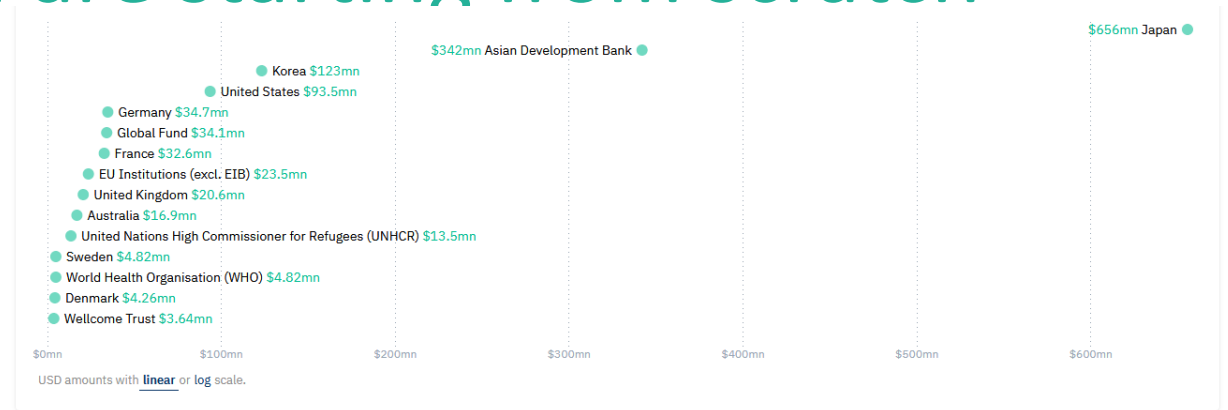 starting from scratch
$656mn Japan
$342mn Asian Development Bank
Korea $123mn
United States $93.5mn
Germany $34.7mn
Global Fund $34.1mn
France $32.6mn
EU Institutions (excl. EIB) $23.5mn
United Kingdom $20.6mn
Australia $16.9mn
United Nations High Commissioner for Refugees (UNHCR) $13.5mn
Sweden $4.82mn
World Health Organisation (WHO) $4.82mn
Denmark $4.26mn
Wellcome Trust $3.64mn
$0mn $100mn $200mn $300mn $400mn $500mn $600mn
USD amounts with linear or log scale.